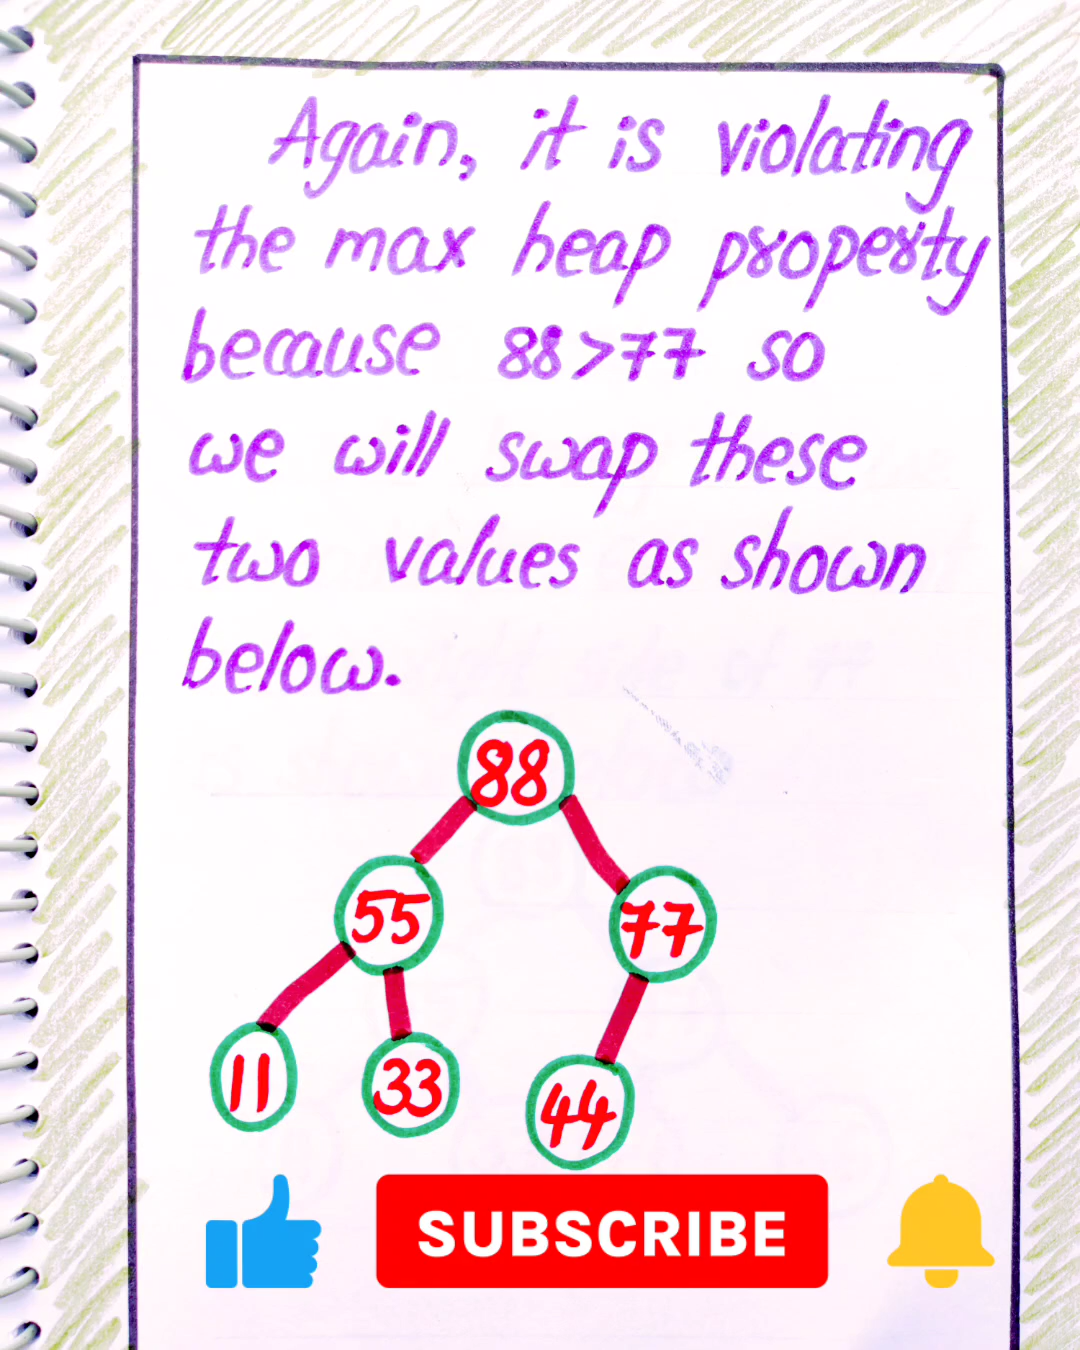 Again, it is violating
the max heap property
because 88>77 so
we will swap these
two values as shown
below.
88
55 77
11 33 44
SUBSCRIBE